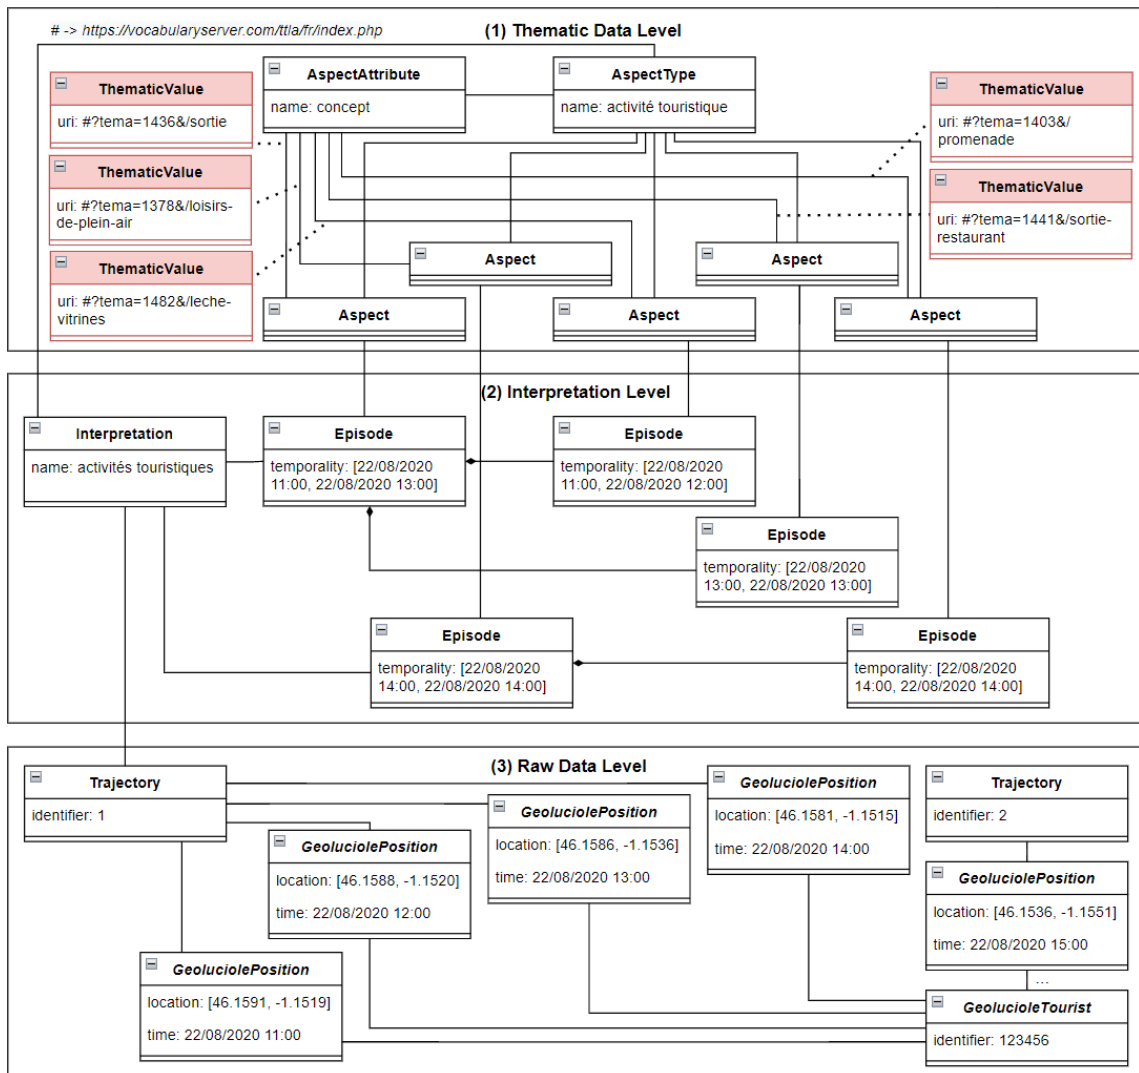 # -> https://vocabularyserver.com/ttla/fr/index.php
(1) Thematic Data Level
AspectAttribute
name: concept
AspectType
name: activité touristique
ThematicValue
uri: #?tema=1436&/sortie
ThematicValue
uri: #?tema=1378&/loisirs-
de-plein-air
ThematicValue
uri: #?tema=1482&/leche-
vitrines
ThematicValue
uri: #?tema=1403&/
promenade
ThematicValue
uri: #?tema=1441&/sortie-
restaurant
Aspect
Aspect
Aspect
Aspect
Aspect
(2) Interpretation Level
Interpretation
name: activités touristiques
Episode
temporality: [22/08/2020
11:00, 22/08/2020 13:00]
Episode
temporality: [22/08/2020
11:00, 22/08/2020 12:00]
Episode
temporality: [22/08/2020
13:00, 22/08/2020 13:00]
Episode
temporality: [22/08/2020
14:00, 22/08/2020 14:00]
Episode
temporality: [22/08/2020
14:00, 22/08/2020 14:00]
(3) Raw Data Level
Trajectory
identifier: 1
GeoluciolePosition
location: [46.1588, -1.1520]
time: 22/08/2020 12:00
GeoluciolePosition
location: [46.1586, -1.1536]
time: 22/08/2020 13:00
GeoluciolePosition
location: [46.1581, -1.1515]
time: 22/08/2020 14:00
Trajectory
identifier: 2
GeoluciolePosition
location: [46.1536, -1.1551]
time: 22/08/2020 15:00
...
GeoluciolePosition
location: [46.1591, -1.1519]
time: 22/08/2020 11:00
GeolucioleTourist
identifier: 123456